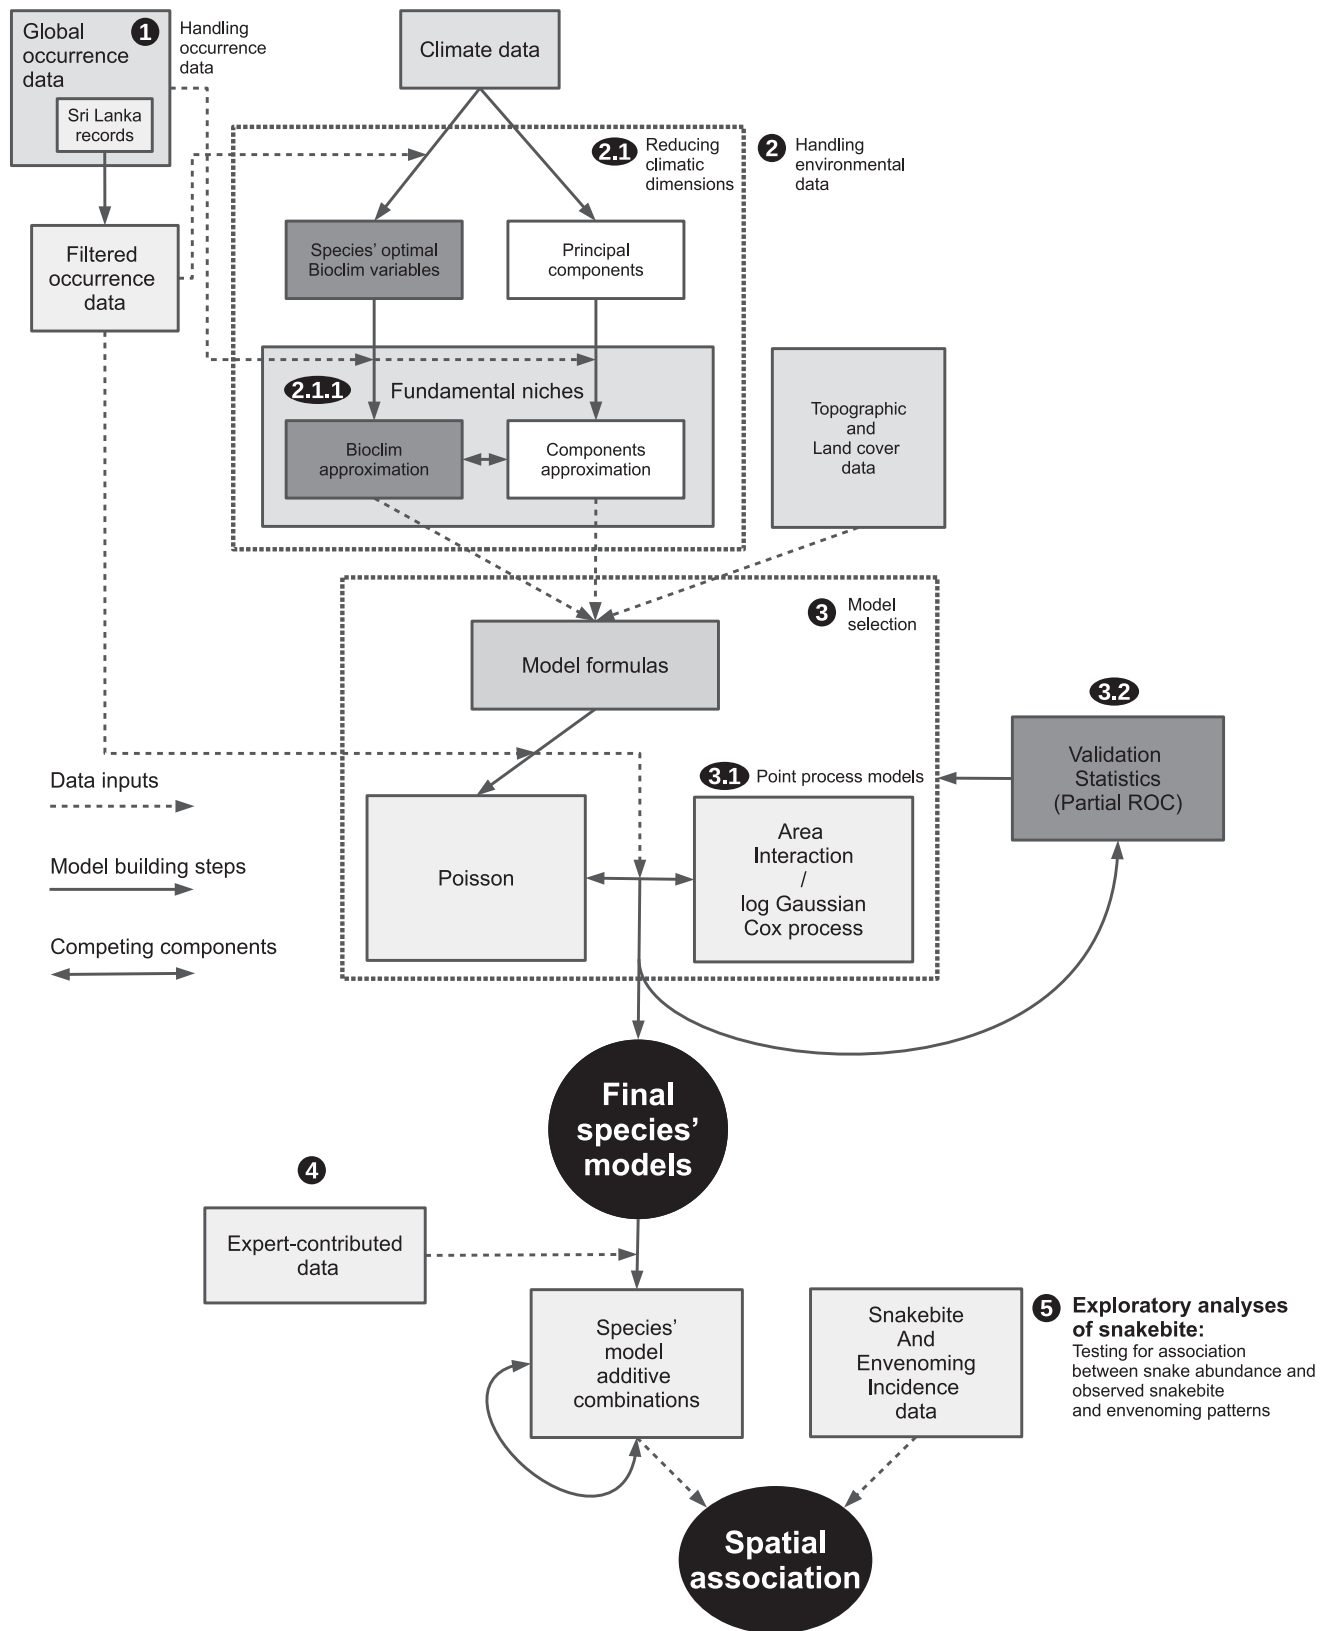 Global
occurrence
data
1
Handling
occurrence
data
Sri Lanka
records
Climate data
2.1
Reducing
climatic
dimensions
2
Handling
environmental
data
Filtered
occurrence
data
Species’ optimal
Bioclim variables
Principal
components
2.1.1
Fundamental niches
Bioclim
approximation
Components
approximation
Topographic
and
Land cover
data
3
Model
selection
Model formulas
3.2
Validation
Statistics
(Partial ROC)
Data inputs
Model building steps
Competing components
3.1
Point process models
Poisson
Area
Interaction
/
log Gaussian
Cox process
Final
species’
models
4
Expert-contributed
data
Species’
model
additive
combinations
Snakebite
And
Envenoming
Incidence
data
5
Exploratory analyses
of snakebite:
Testing for association
between snake abundance and
observed snakebite
and envenoming patterns
Spatial
association